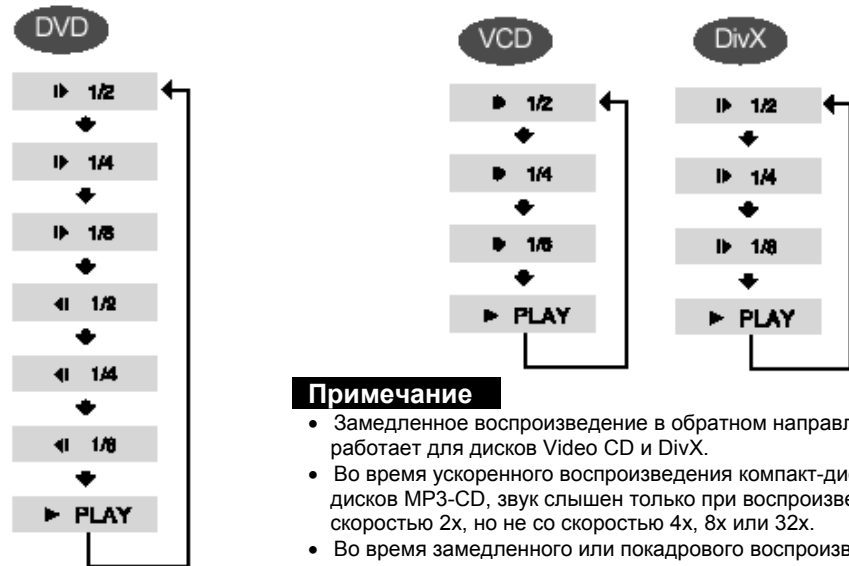 DVD
I▶ 1/2
I▶ 1/4
I▶ 1/8
◀I 1/2
◀I 1/4
◀I 1/8
▶ PLAY
VCD
I▶ 1/2
I▶ 1/4
I▶ 1/8
▶ PLAY
DivX
I▶ 1/2
I▶ 1/4
I▶ 1/8
▶ PLAY
Примечание
• Замедленное воспроизведение в обратном направл
работает для дисков Video CD и DivX.
• Во время ускоренного воспроизведения компакт-ди
дисков MP3-CD, звук слышен только при воспроизве
скоростью 2x, но не со скоростью 4x, 8x или 32x.
• Во время замедленного или покадрового воспроизв